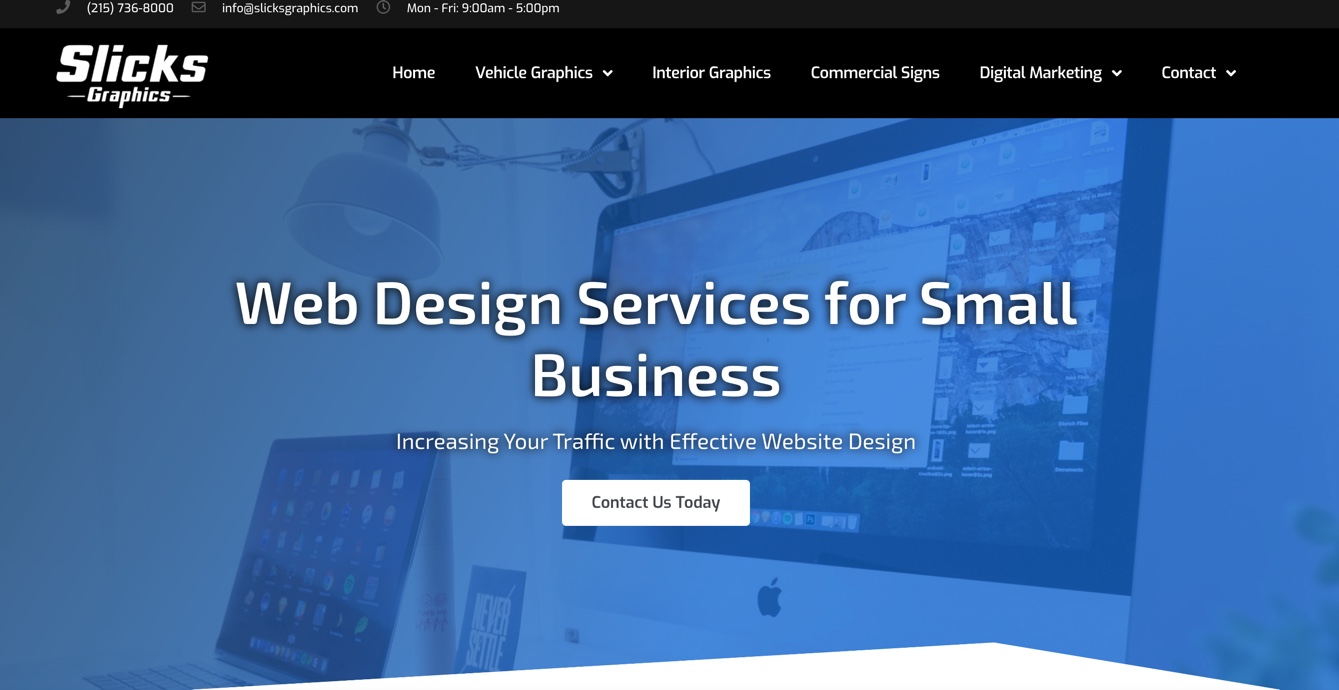 (215) 736-8000 info@slicksgraphics.com Mon - Fri: 9:00am - 5:00pm
Slicks
Graphics
Home Vehicle Graphics Interior Graphics Commercial Signs Digital Marketing Contact
Web Design Services for Small
Business
Increasing Your Traffic with Effective Website Design
Contact Us Today
NEVER
SETTLE